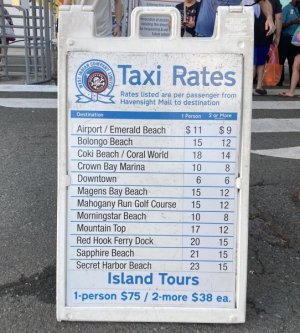 Taxi Rates
Rates listed are per passenger from
Havensight Mall to destination
Destination 1 Person 2 or More
Airport / Emerald Beach $ 11 $ 9
Bolongo Beach 15 12
Coki Beach / Coral World 18 14
Crown Bay Marina 10 8
Downtown 6 6
Magens Bay Beach 15 12
Mahogany Run Golf Course 15 12
Morningstar Beach 10 8
Mountain Top 17 12
Red Hook Ferry Dock 20 15
Sapphire Beach 21 15
Secret Harbor Beach 23 15
Island Tours
1-person $75 / 2-more $38 ea.